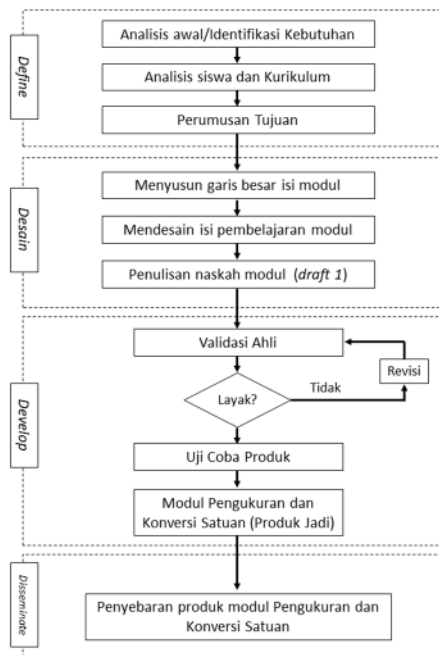 Define
Analisis awal/Identifikasi Kebutuhan
Analisis siswa dan Kurikulum
Perumusan Tujuan
Desain
Menyusun garis besar isi modul
Mendesain isi pembelajaran modul
Penulisan naskah modul (draft 1)
Develop
Validasi Ahli
Revisi
Layak?
Tidak
Uji Coba Produk
Modul Pengukuran dan
Konversi Satuan (Produk Jadi)
Disseminate
Penyebaran produk modul Pengukuran dan
Konversi Satuan